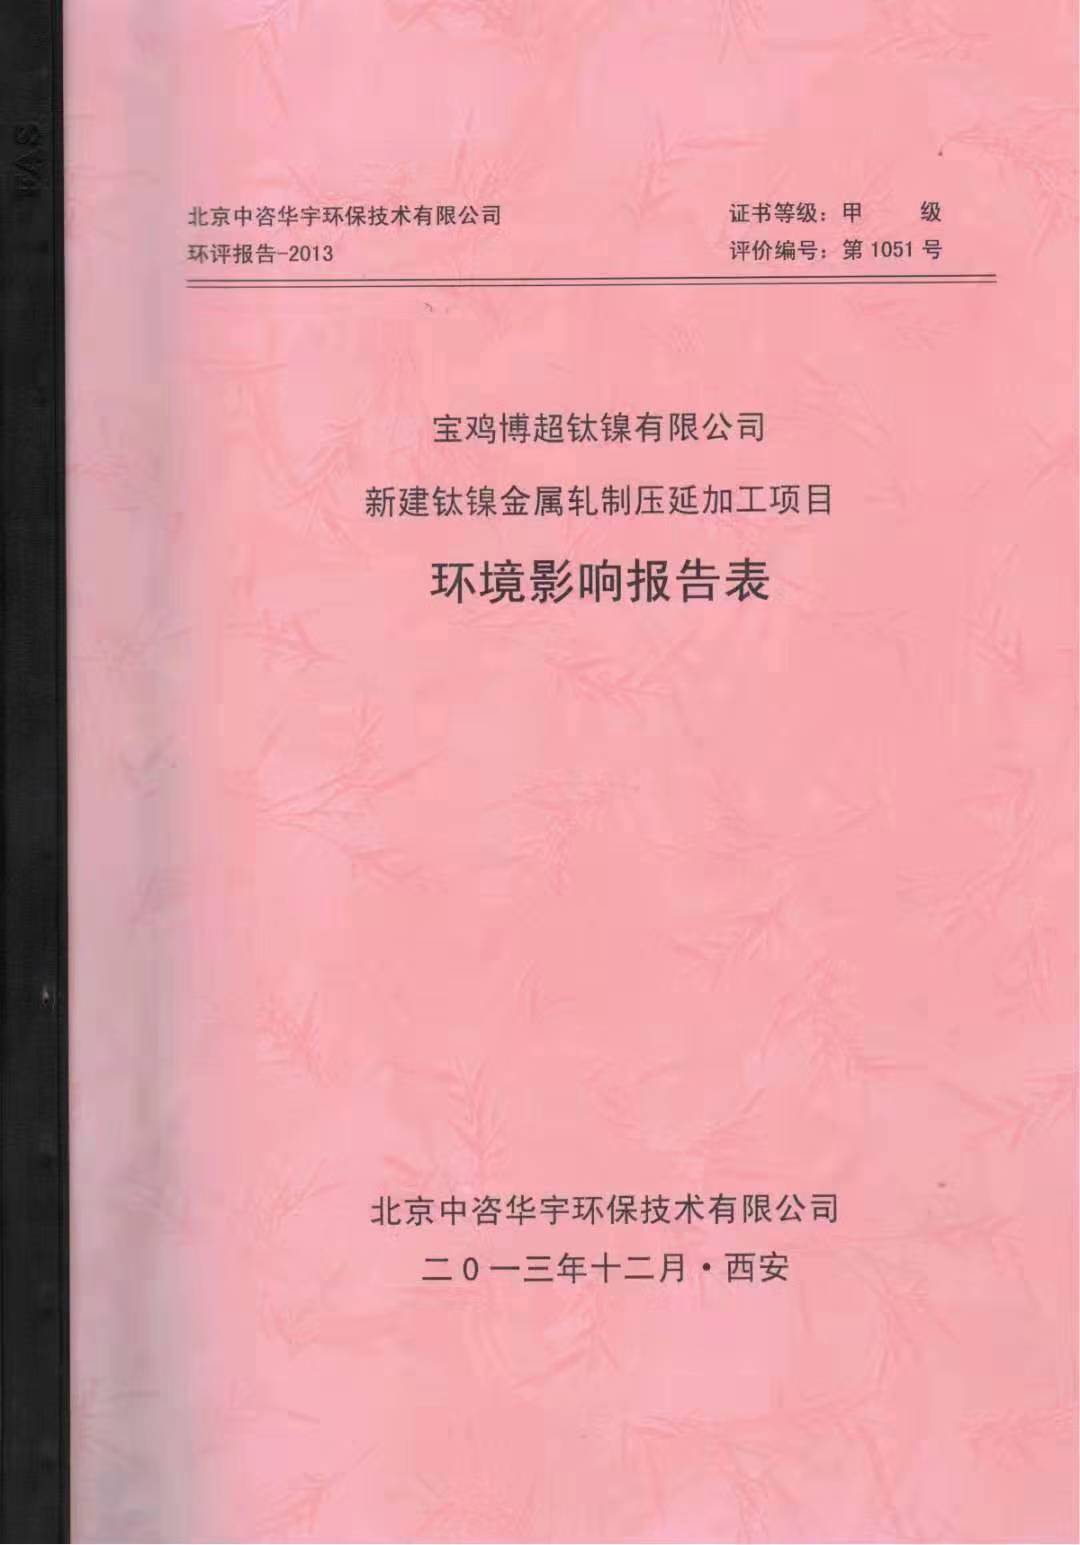 北京中咨华宇环保技术有限公司
证书等级：甲 级
环评报告-2013
评价编号：第 1051 号
宝鸡博超钛镍有限公司
新建钛镍金属轧制压延加工项目
环境影响报告表
北京中咨华宇环保技术有限公司
二０一三年十二月·西安